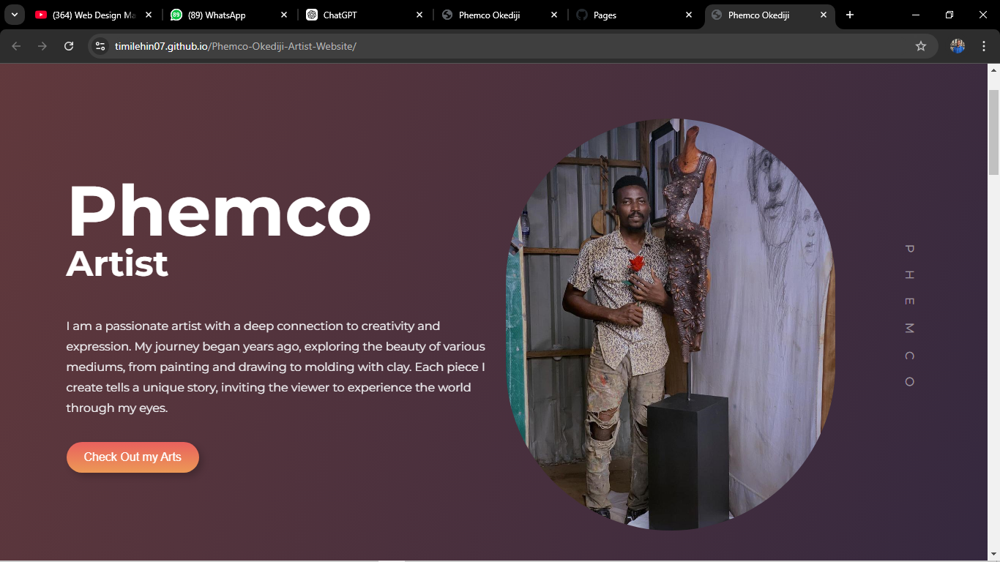 (364) Web Design Ma
(89) WhatsApp
ChatGPT
Phemco Okediji
Pages
Phemco Okediji
timilehin07.github.io/Phemco-Okediji-Artist-Website/
Phemco
Artist
I am a passionate artist with a deep connection to creativity and
expression. My journey began years ago, exploring the beauty of various
mediums, from painting and drawing to molding with clay. Each piece I
create tells a unique story, inviting the viewer to experience the world
through my eyes.
Check Out my Arts
PHEMCO